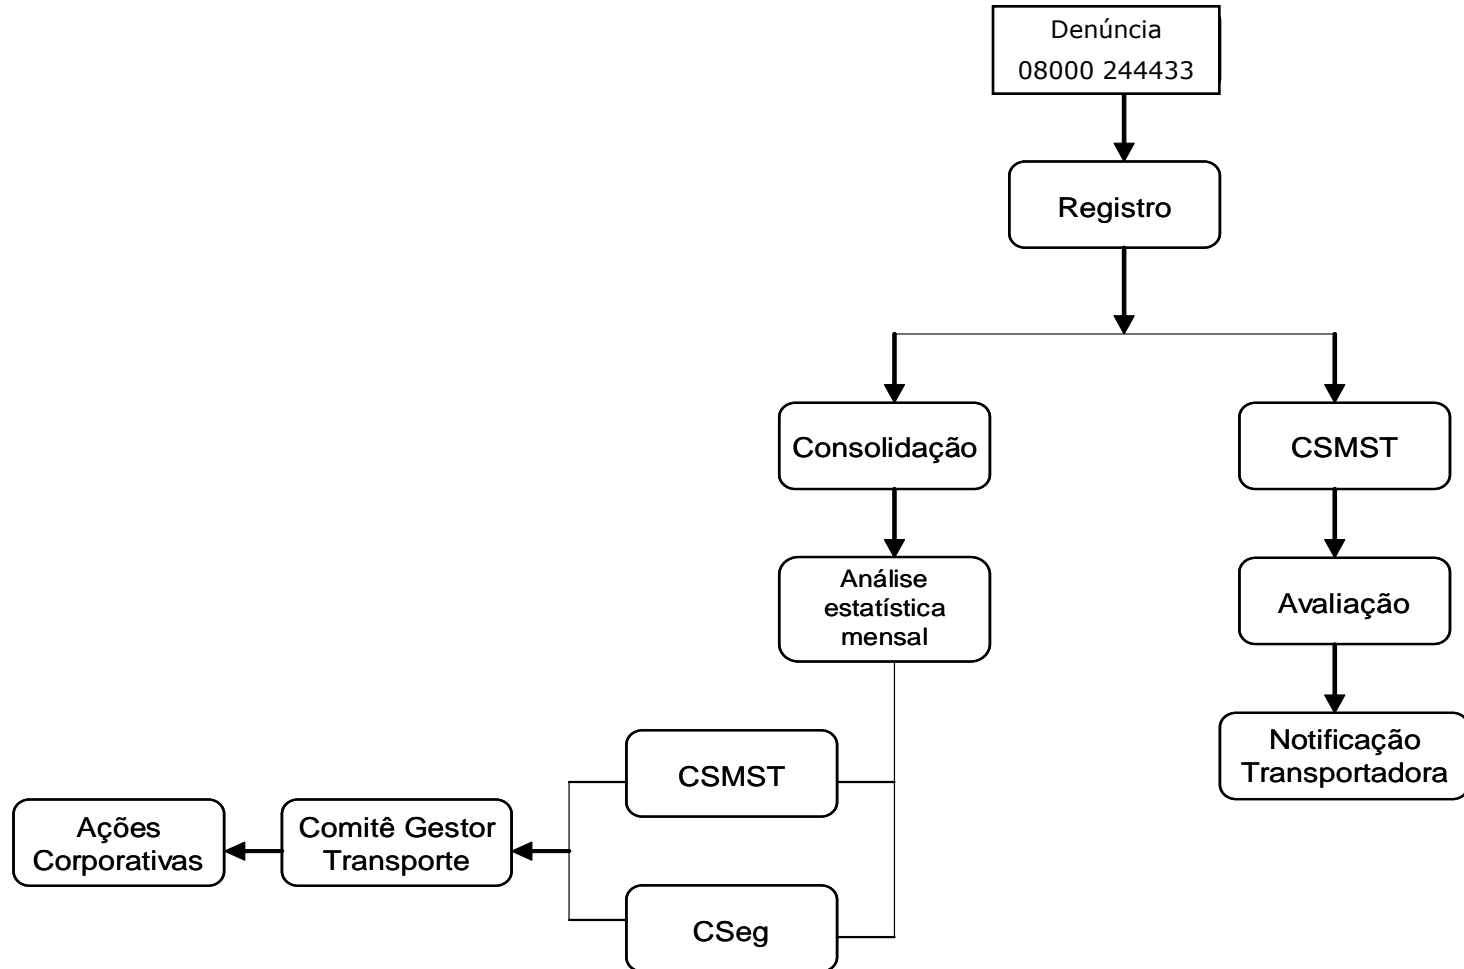 Denúncia
08000 244433
Registro
Consolidação
CSMST
Análise
estatística
mensal
Avaliação
Notificação
Transportadora
CSMST
Ações
Corporativas
Comitê Gestor
Transporte
CSeg